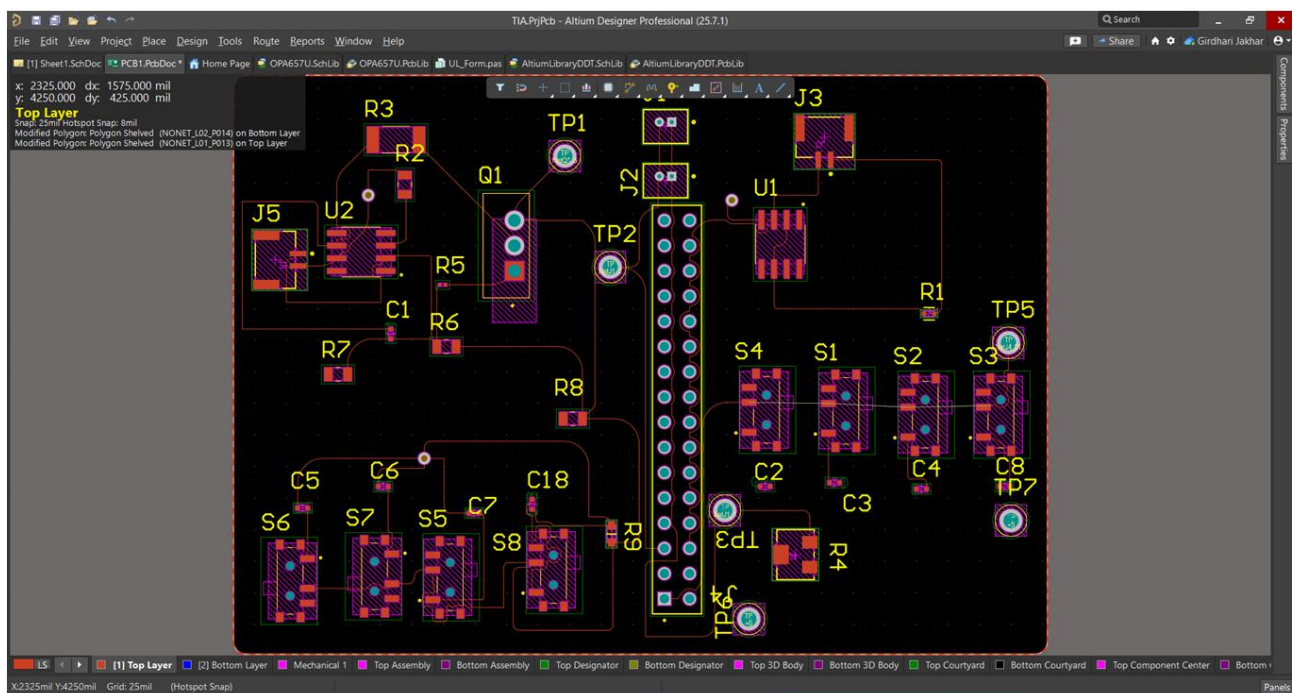 TIA.PrjPcb - Altium Designer Professional (25.7.1)
Search
File Edit View Project Place Design Tools Route Reports Window Help
Share
Girdhari Jakhar
[1] Sheet1.SchDoc
PCB1.PcbDoc *
Home Page
OPA657U.SchLib
OPA657U.PcbLib
UL_Form.pas
AltiumLibraryDDT.SchLib
AltiumLibraryDDT.PcbLib
Components
Properties
x: 2325.000 dx: 1575.000 mil
y: 4250.000 dy: 425.000 mil
Top Layer
Snap: 25mil Hotspot Snap: 8mil
Modified Polygon: Polygon Shelved (NONET_L02_P014) on Bottom Layer
Modified Polygon: Polygon Shelved (NONET_L01_P013) on Top Layer
R3
TP1
J3
R2
Q1
J2
U1
J5
U2
TP2
R5
R1
C1
R6
TP5
R7
S4
S1
S2
S3
R8
C5
C6
C18
C2
C3
C4
C8
TP7
S6
S7
S5
C7
S8
R9
TP3
R4
J4
TP6
LS
[1] Top Layer
[2] Bottom Layer
Mechanical 1
Top Assembly
Bottom Assembly
Top Designator
Bottom Designator
Top 3D Body
Bottom 3D Body
Top Courtyard
Bottom Courtyard
Top Component Center
Bottom
X:2325mil Y:4250mil Grid: 25mil (Hotspot Snap)
Panels